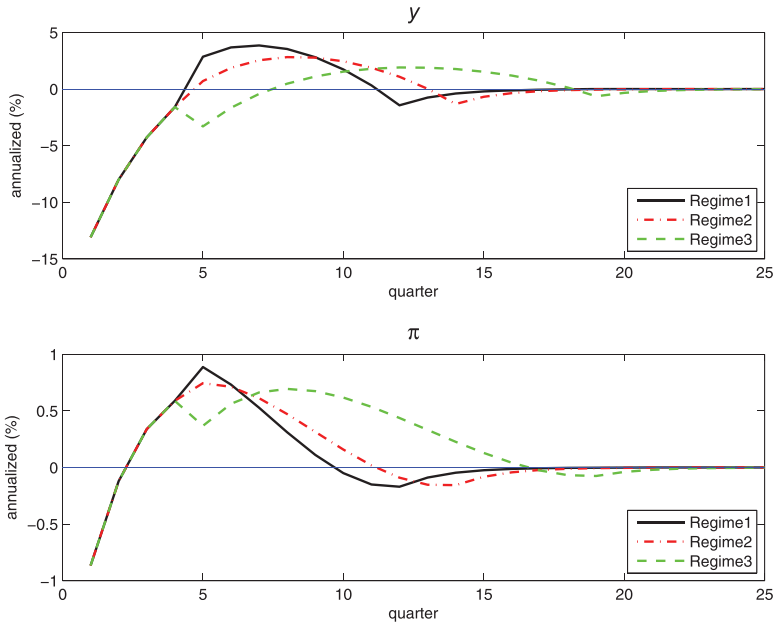 y
5
0
−5
−10
−15
annualized (%)
Regime1
Regime2
Regime3
0 5 10 15 20 25
quarter
π
1
0.5
0
−0.5
−1
annualized (%)
Regime1
Regime2
Regime3
0 5 10 15 20 25
quarter